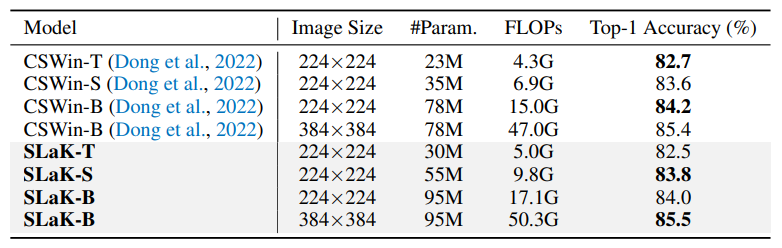 Model Image Size #Param. FLOPs Top-1 Accuracy (%)
CSWin-T (Dong et al., 2022) 224×224 23M 4.3G 82.7
CSWin-S (Dong et al., 2022) 224×224 35M 6.9G 83.6
CSWin-B (Dong et al., 2022) 224×224 78M 15.0G 84.2
CSWin-B (Dong et al., 2022) 384×384 78M 47.0G 85.4
SLaK-T 224×224 30M 5.0G 82.5
SLaK-S 224×224 55M 9.8G 83.8
SLaK-B 224×224 95M 17.1G 84.0
SLaK-B 384×384 95M 50.3G 85.5